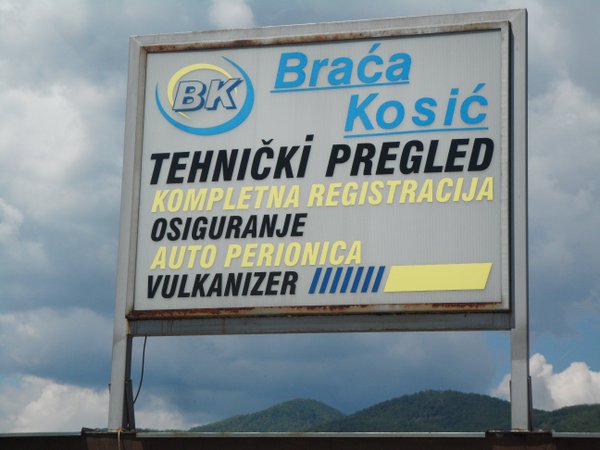 BK
Braća
Kosić
TEHNIČKI PREGLED
KOMPLETNA REGISTRACIJA
OSIGURANJE
AUTO PERIONICA
VULKANIZER